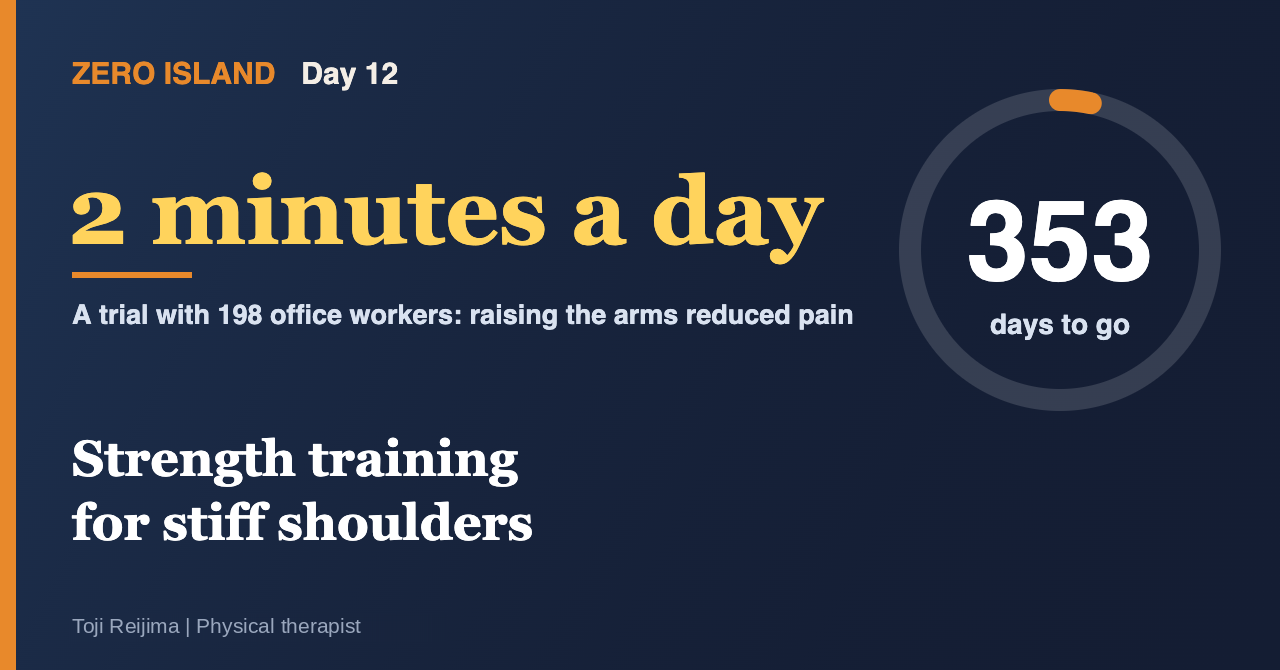 ZERO ISLAND Day 12
2 minutes a day
A trial with 198 office workers: raising the arms reduced pain
353
days to go
Strength training
for stiff shoulders
Toji Reijima | Physical therapist